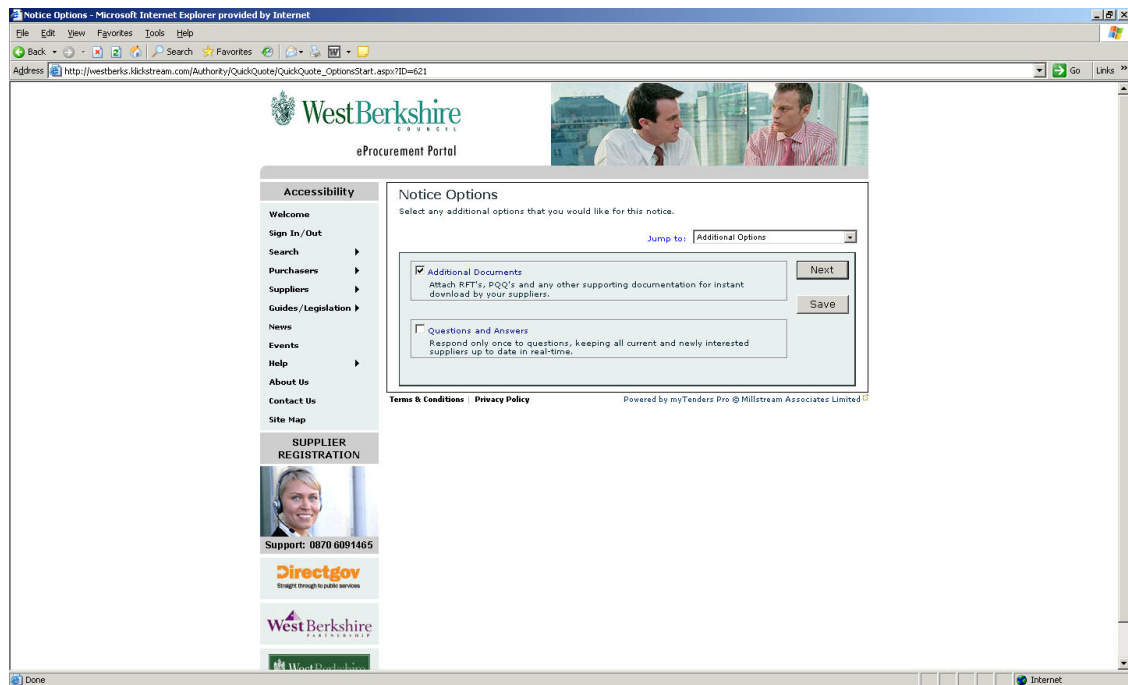 Notice Options - Microsoft Internet Explorer provided by Internet
File Edit View Favorites Tools Help
Back Search Favorites
Address http://westberks.klickstream.com/Authority/QuickQuote/QuickQuote_OptionsStart.aspx?ID=621 Go Links »
WestBerkshire
COUNCIL
eProcurement Portal
Accessibility
Welcome
Sign In/Out
Search
Purchasers
Suppliers
Guides/Legislation
News
Events
Help
About Us
Contact Us
Site Map
SUPPLIER
REGISTRATION
Support: 0870 6091465
Directgov
Straight through to public services
West Berkshire
PARTNERSHIP
West Berkshire
Notice Options
Select any additional options that you would like for this notice.
Jump to: Additional Options
Additional Documents
Attach RFT's, PQQ's and any other supporting documentation for instant
download by your suppliers.
Next
Save
Questions and Answers
Respond only once to questions, keeping all current and newly interested
suppliers up to date in real-time.
Terms & Conditions | Privacy Policy
Powered by myTenders Pro © Millstream Associates Limited
Done
Internet